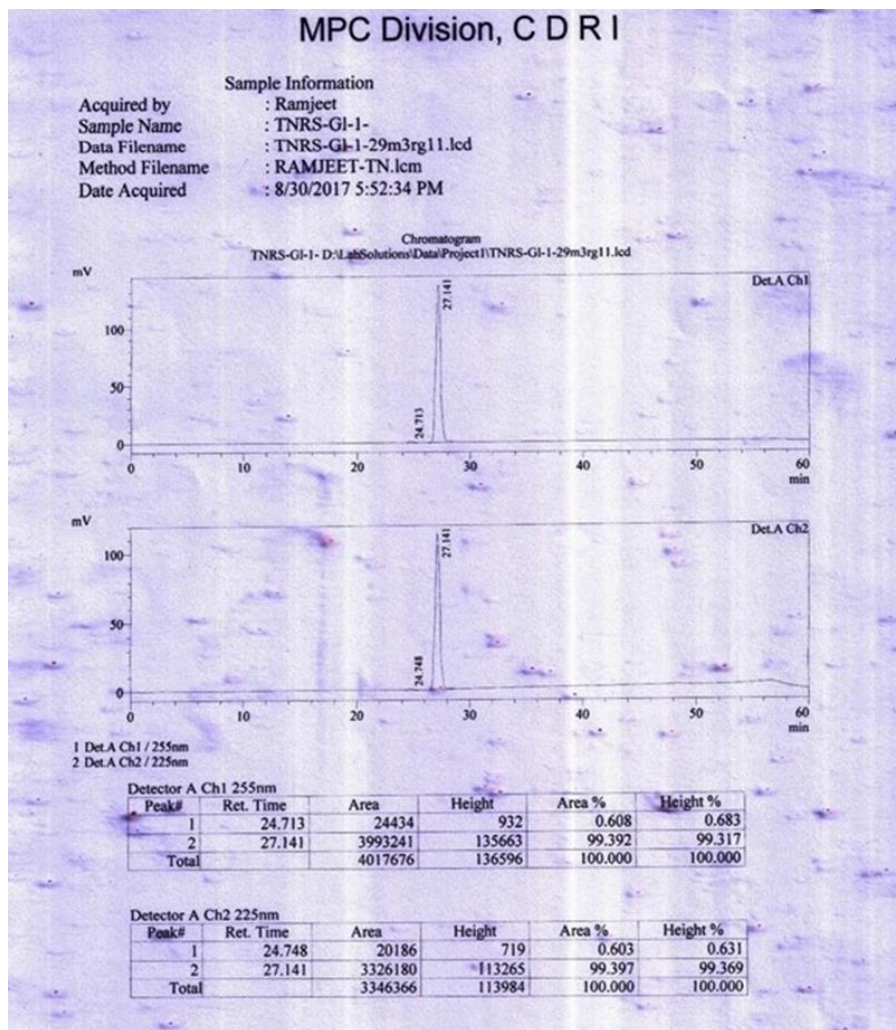 MPC Division, C D R I
Sample Information
Acquired by : Ramjeet
Sample Name : TNRS-Gl-1-
Data Filename : TNRS-Gl-1-29m3rg11.lcd
Method Filename : RAMJEET-TN.lcm
Date Acquired : 8/30/2017 5:52:34 PM
Chromatogram
TNRS-Gl-1- D:\LabSolutions\Data\Project1\TNRS-Gl-1-29m3rg11.lcd
mV
Det.A Ch1
27.141
100
50
24.713
0
0 10 20 30 40 50 60
min
mV
Det.A Ch2
27.141
100
50
24.748
0
0 10 20 30 40 50 60
min
1 Det.A Ch1 / 255nm
2 Det.A Ch2 / 225nm
Detector A Ch1 255nm
Peak# Ret. Time Area Height Area % Height %
1 24.713 24434 932 0.608 0.683
2 27.141 3993241 135663 99.392 99.317
Total 4017676 136596 100.000 100.000
Detector A Ch2 225nm
Peak# Ret. Time Area Height Area % Height %
1 24.748 20186 719 0.603 0.631
2 27.141 3326180 113265 99.397 99.369
Total 3346366 113984 100.000 100.000